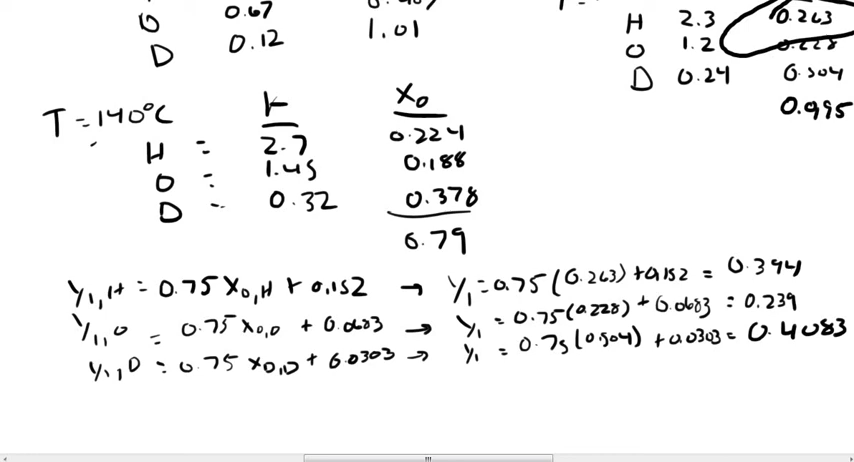 O 0.67
D 0.12 1.01
H 2.3 0.263
O 1.2 0.228
D 0.24 0.504
0.995
T = 140°C K X0
H = 2.7 0.224
O = 1.45 0.188
D = 0.32 0.378
0.79
Y1,H = 0.75 X0,H + 0.152 → Y1 = 0.75(0.263) + 0.152 = 0.394
Y1,O = 0.75 X0,O + 0.0683 → Y1 = 0.75(0.228) + 0.0683 = 0.239
Y1,D = 0.75 X0,D + 0.0303 → Y1 = 0.75(0.504) + 0.0303 = 0.4083